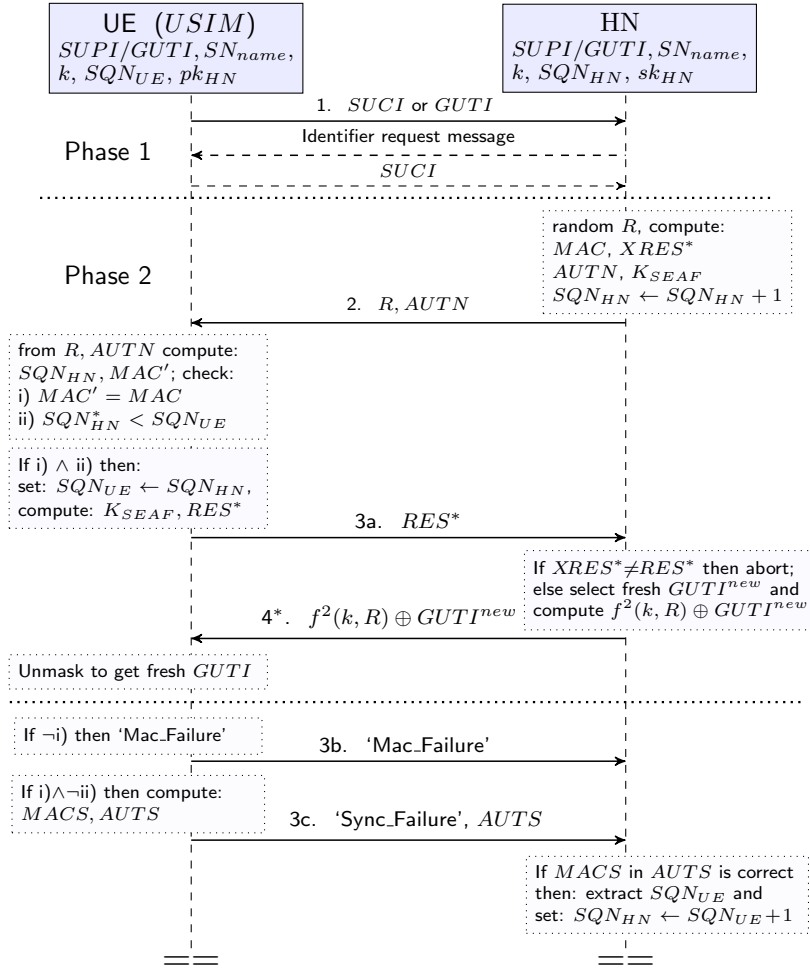 UE (USIM)
SUPI/GUTI, SN_name,
k, SQN_UE, pk_HN
HN
SUPI/GUTI, SN_name,
k, SQN_HN, sk_HN
1. SUCI or GUTI
Identifier request message
Phase 1
SUCI
random R, compute:
MAC, XRES*
AUTN, K_SEAF
SQN_HN ← SQN_HN + 1
Phase 2
2. R, AUTN
from R, AUTN compute:
SQN_HN, MAC′; check:
i) MAC′ = MAC
ii) SQN*_HN < SQN_UE
If i) ∧ ii) then:
set: SQN_UE ← SQN_HN,
compute: K_SEAF, RES*
3a. RES*
If XRES*≠RES* then abort;
else select fresh GUTI^new and
compute f²(k, R) ⊕ GUTI^new
4*. f²(k, R) ⊕ GUTI^new
Unmask to get fresh GUTI
If ¬i) then ‘Mac_Failure’
3b. ‘Mac_Failure’
If i)∧¬ii) then compute:
MACS, AUTS
3c. ‘Sync_Failure’, AUTS
If MACS in AUTS is correct
then: extract SQN_UE and
set: SQN_HN ← SQN_UE+1